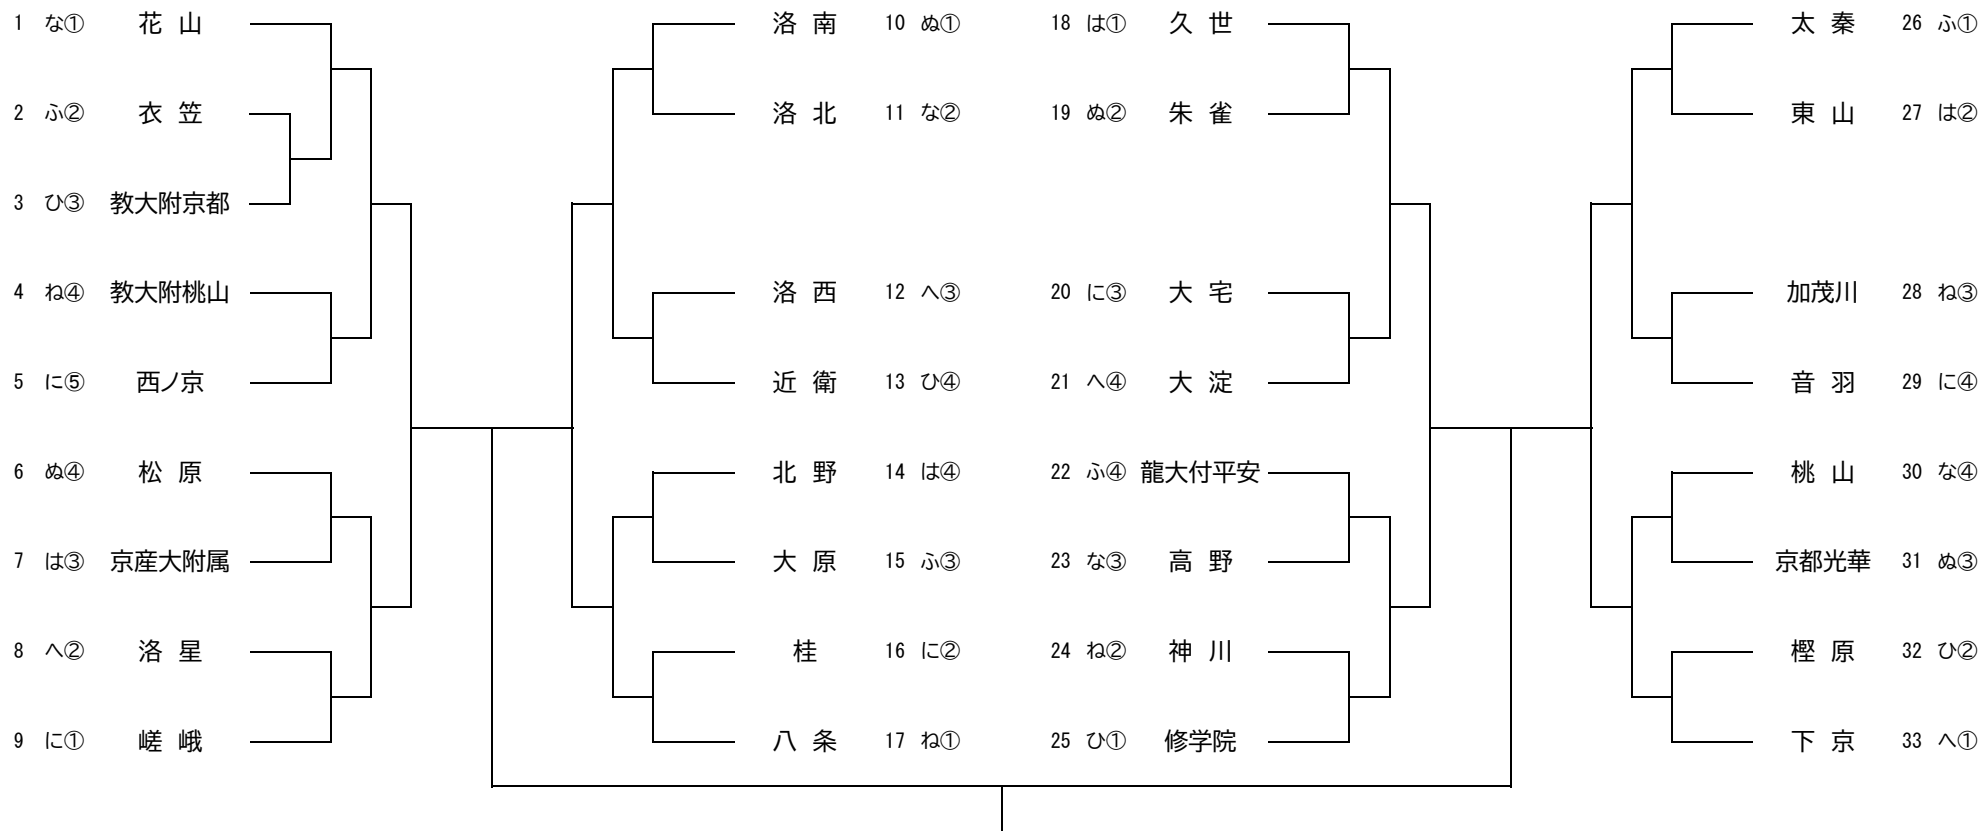 1 な① 花 山
2 ふ② 衣 笠
3 ひ③ 教大附京都
4 ね④ 教大附桃山
5 に⑤ 西ノ京
6 ぬ④ 松 原
7 は③ 京産大附属
8 へ② 洛 星
9 に① 嵯 峨
洛 南 10 ぬ①
洛 北 11 な②
洛 西 12 へ③
近 衛 13 ひ④
北 野 14 は④
大 原 15 ふ③
桂 16 に②
八 条 17 ね①
18 は① 久 世
19 ぬ② 朱 雀
20 に③ 大 宅
21 へ④ 大 淀
22 ふ④ 龍大付平安
23 な③ 高 野
24 ね② 神 川
25 ひ① 修学院
太 秦 26 ふ①
東 山 27 は②
加茂川 28 ね③
音 羽 29 に④
桃 山 30 な④
京都光華 31 ぬ③
樫 原 32 ひ②
下 京 33 へ①